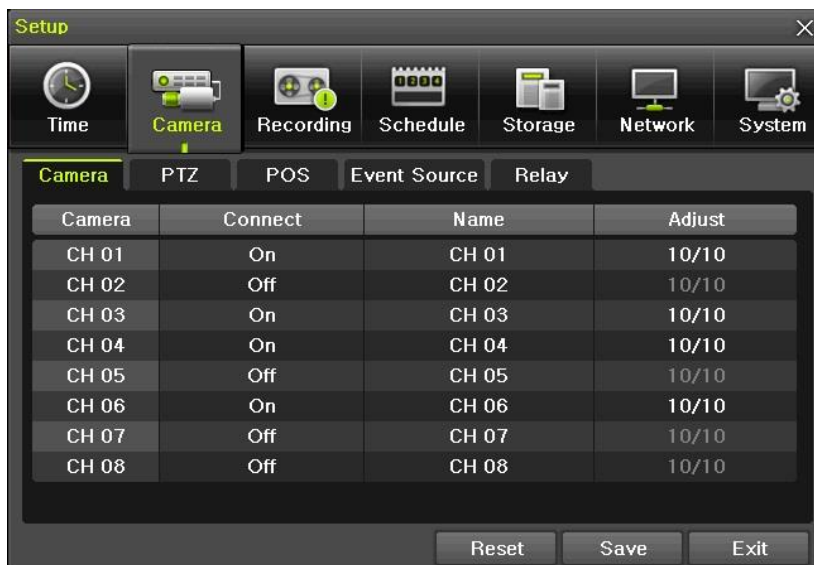 Setup
Time Camera Recording Schedule Storage Network System
Camera PTZ POS Event Source Relay
Camera Connect Name Adjust
CH 01 On CH 01 10/10
CH 02 Off CH 02 10/10
CH 03 On CH 03 10/10
CH 04 On CH 04 10/10
CH 05 Off CH 05 10/10
CH 06 On CH 06 10/10
CH 07 Off CH 07 10/10
CH 08 Off CH 08 10/10
Reset Save Exit